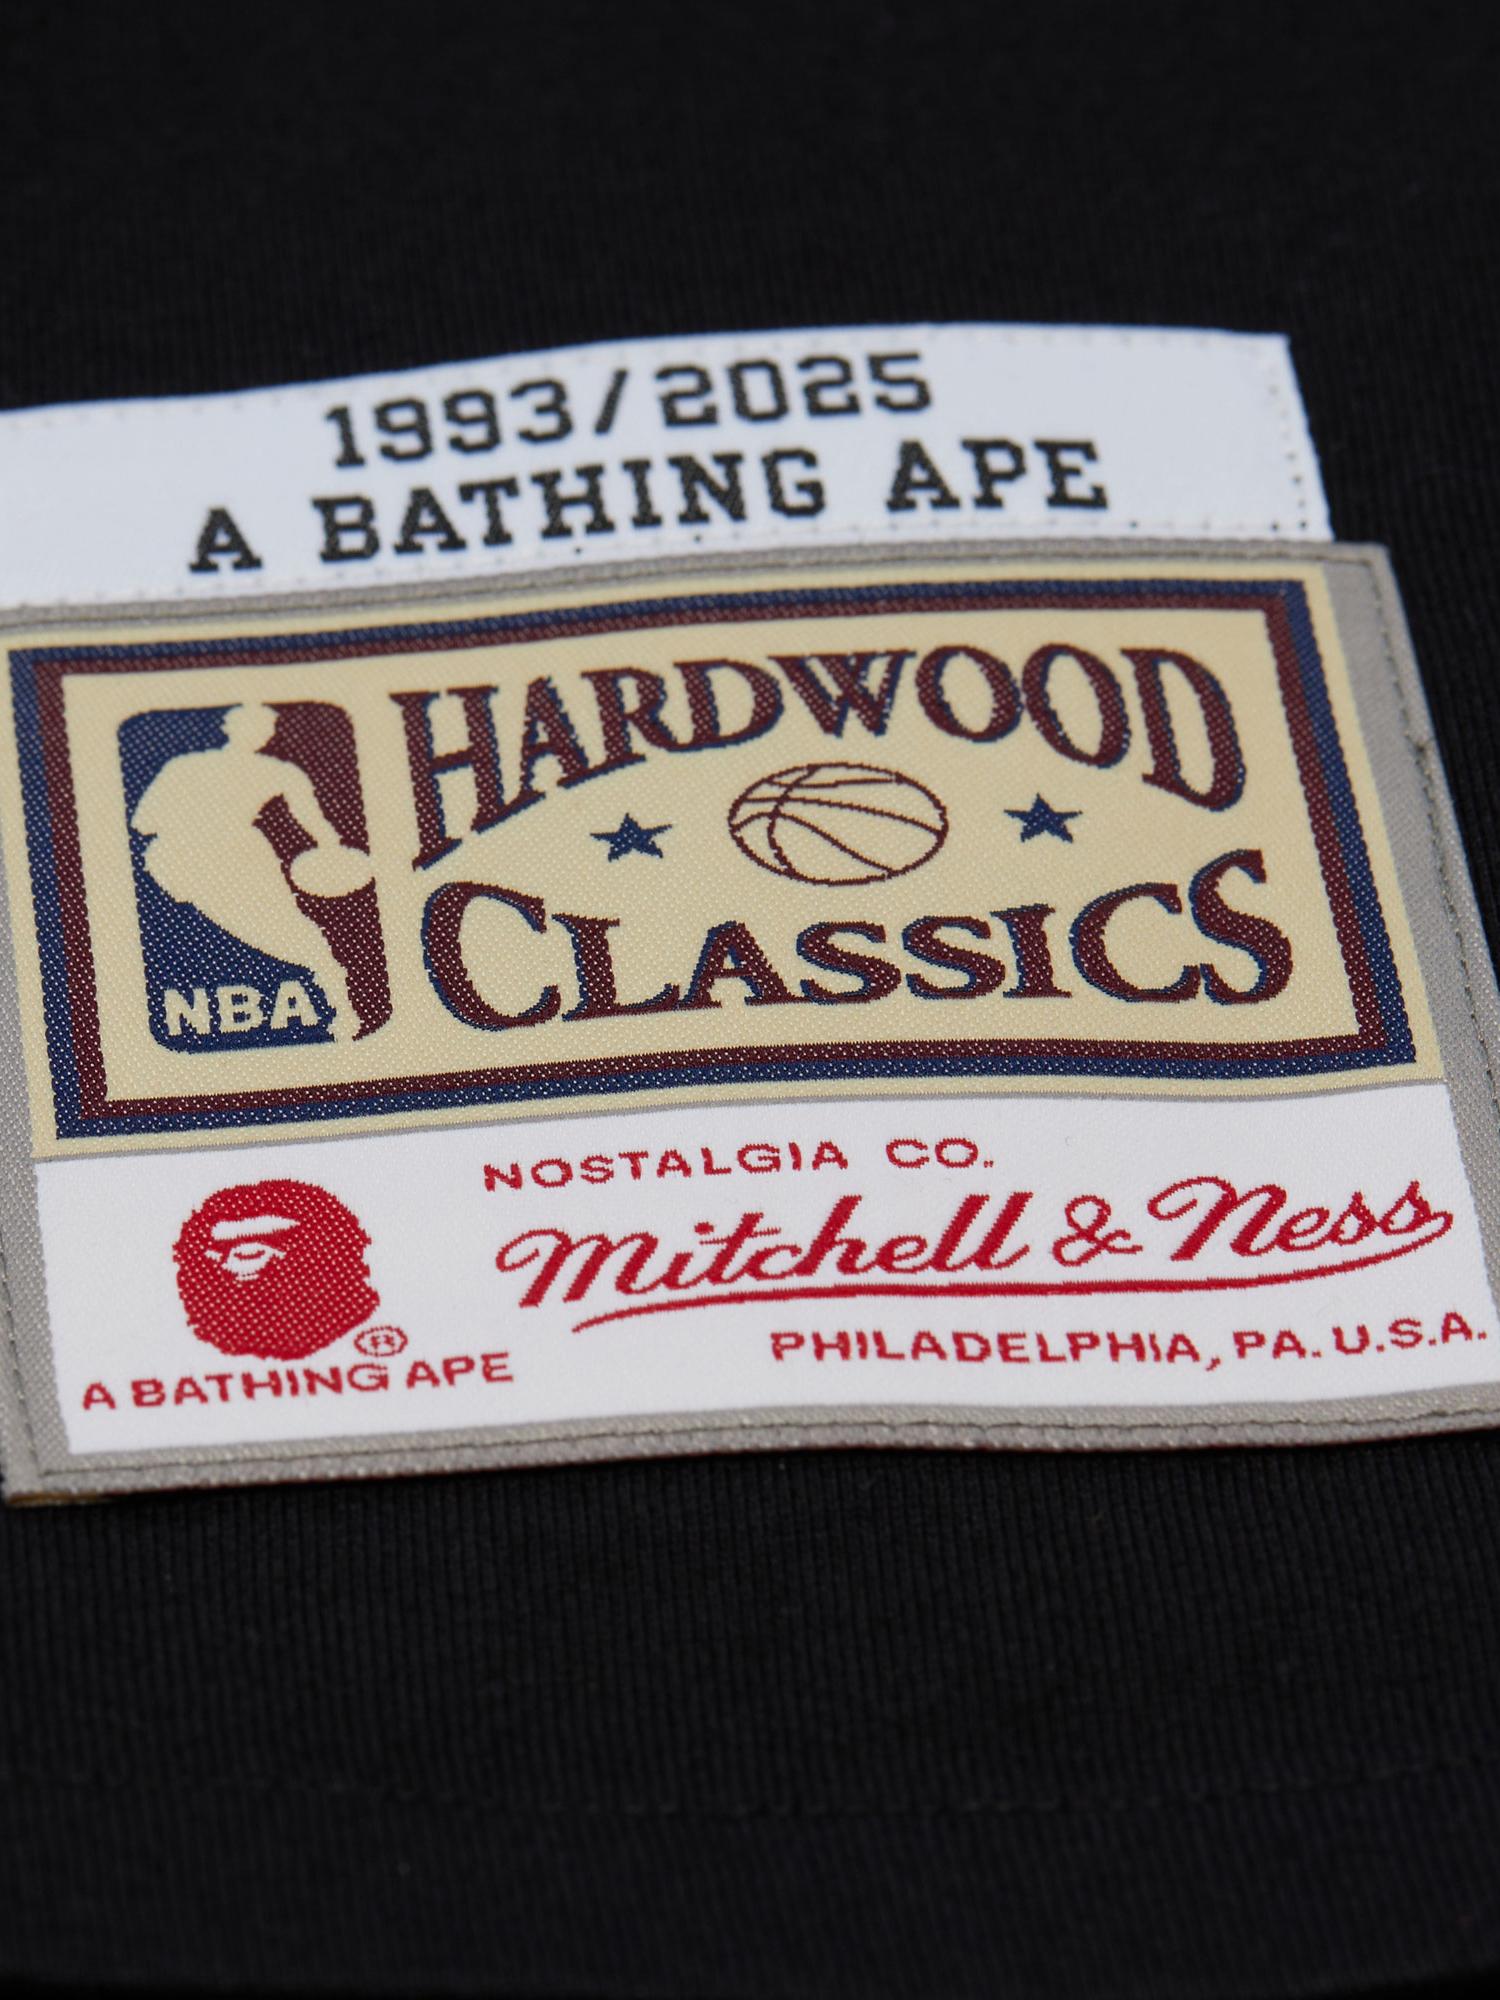 1993/2025
A BATHING APE
HARDWOOD
CLASSICS
NBA
NOSTALGIA CO.
Mitchell & Ness
PHILADELPHIA, PA. U.S.A.
®
A BATHING APE